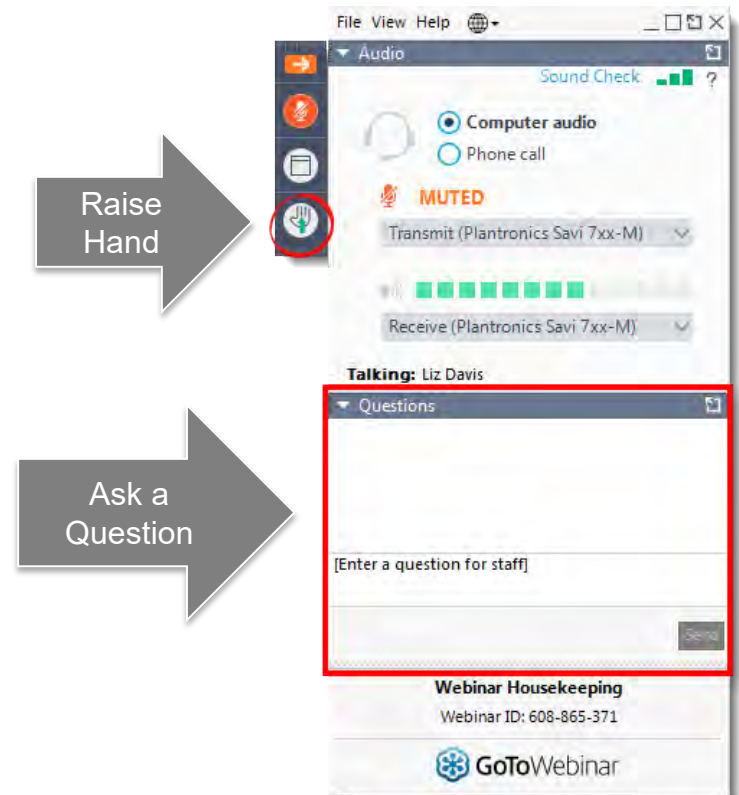 File View Help
Audio
Sound Check ?
Computer audio
Phone call
MUTED
Transmit (Plantronics Savi 7xx-M)
Receive (Plantronics Savi 7xx-M)
Talking: Liz Davis
Raise
Hand
Questions
Ask a
Question
[Enter a question for staff]
Send
Webinar Housekeeping
Webinar ID: 608-865-371
GoToWebinar